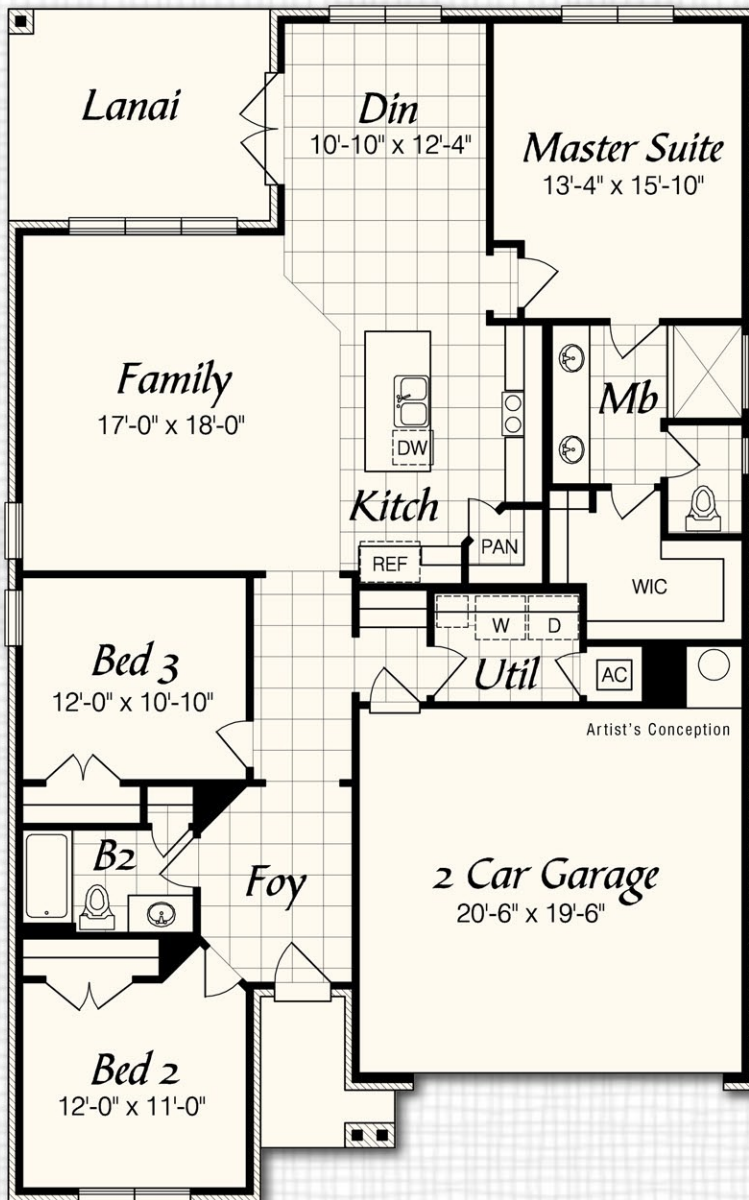 Lanai
Din
10'-10" x 12'-4"
Master Suite
13'-4" x 15'-10"
Family
17'-0" x 18'-0"
Mb
DW
Kitch
REF
PAN
WIC
W
D
Bed 3
12'-0" x 10'-10"
Util
AC
Artist's Conception
B2
Foy
2 Car Garage
20'-6" x 19'-6"
Bed 2
12'-0" x 11'-0"